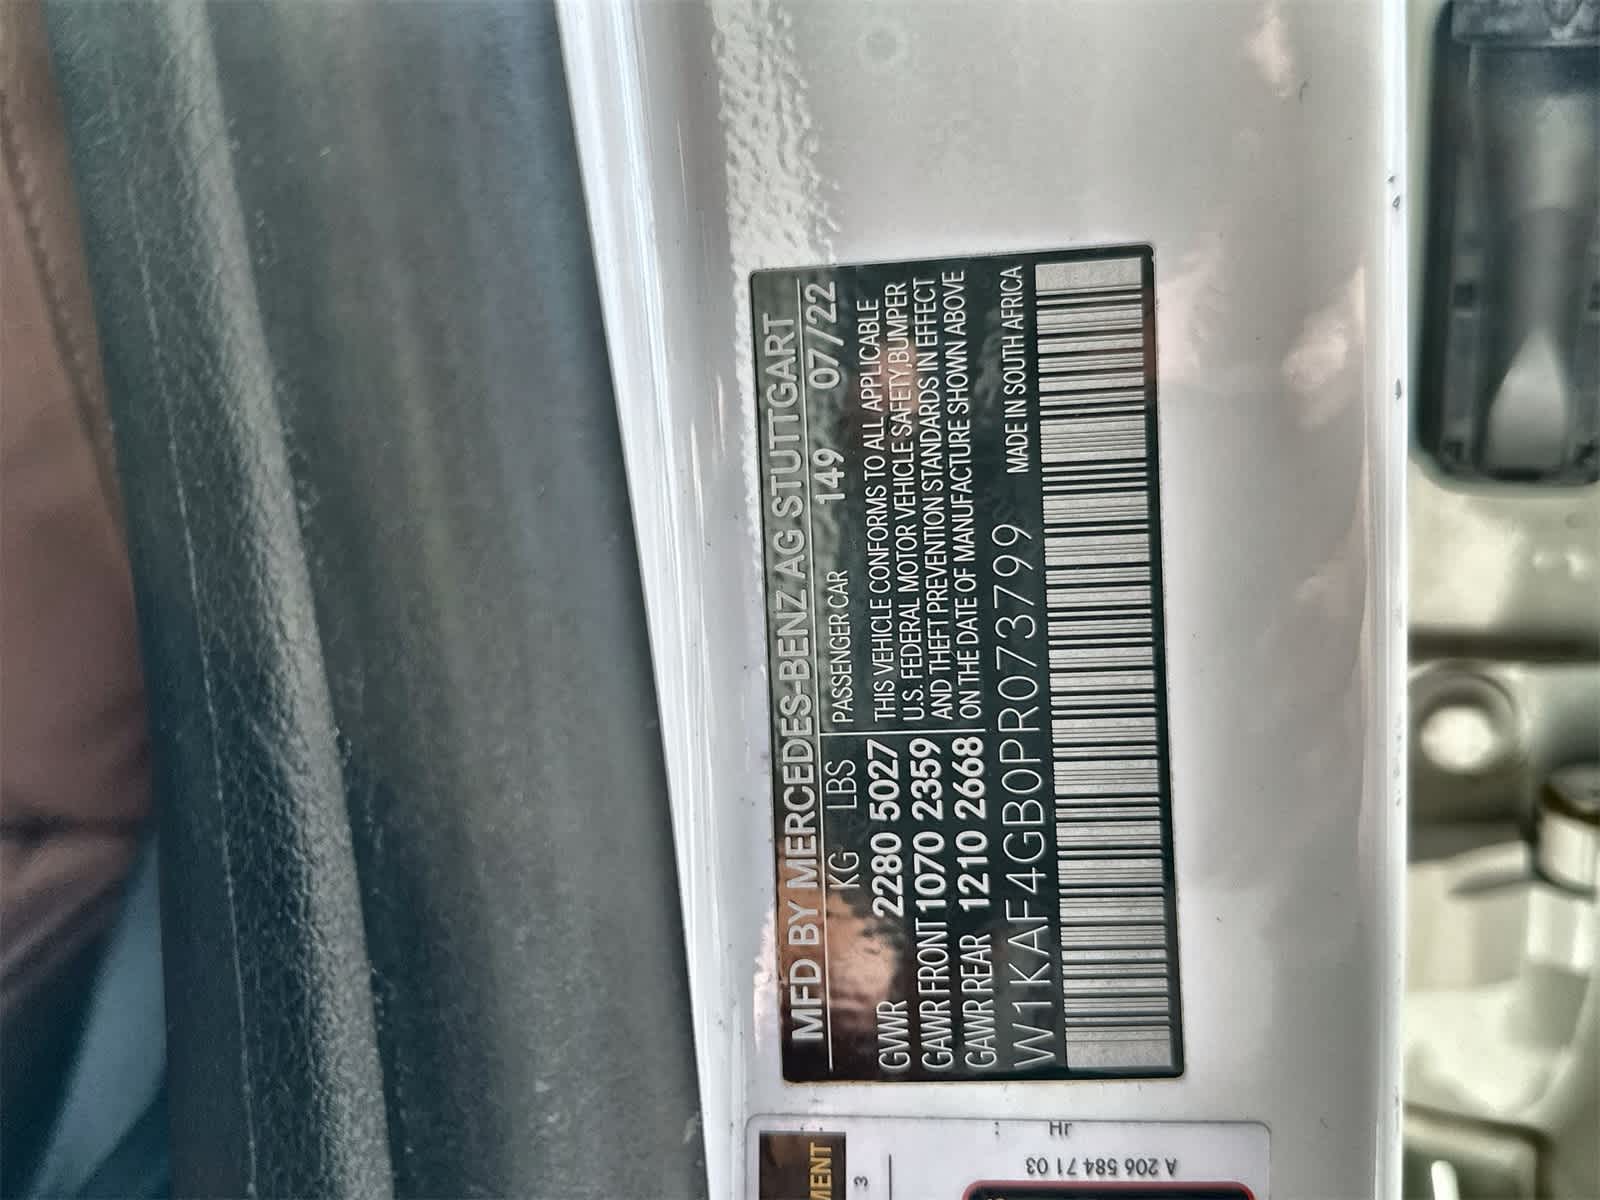 MFD BY MERCEDES-BENZ AG STUTTGART
KG LBS PASSENGER CAR 149 07/22
GVWR 2280 5027
GAWR FRONT 1070 2359
GAWR REAR 1210 2668
THIS VEHICLE CONFORMS TO ALL APPLICABLE
U.S. FEDERAL MOTOR VEHICLE SAFETY, BUMPER
AND THEFT PREVENTION STANDARDS IN EFFECT
ON THE DATE OF MANUFACTURE SHOWN ABOVE
W1KAF4GB0PR073799 MADE IN SOUTH AFRICA
MENT
3
Hr
A 206 584 71 03